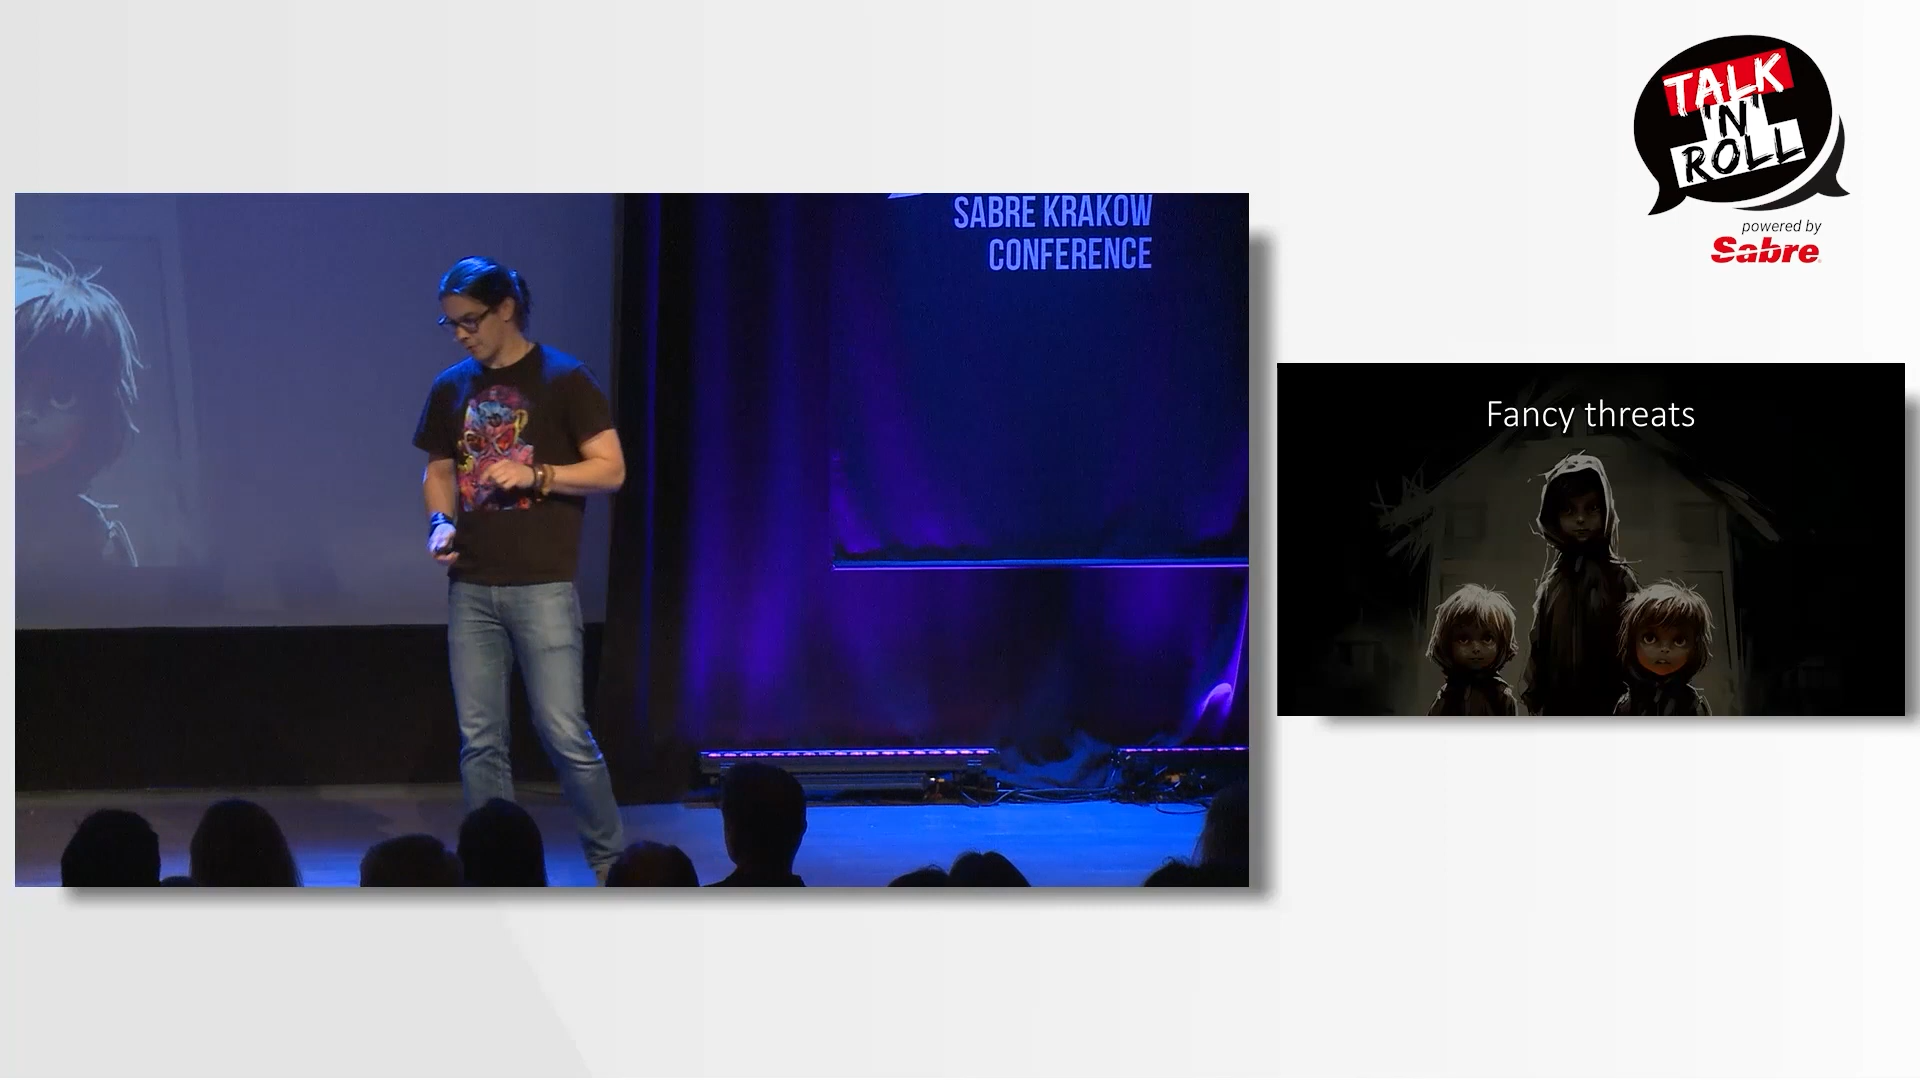 TALK
'N'
ROLL
powered by
Sabre
SABRE KRAKOW
CONFERENCE
Fancy threats